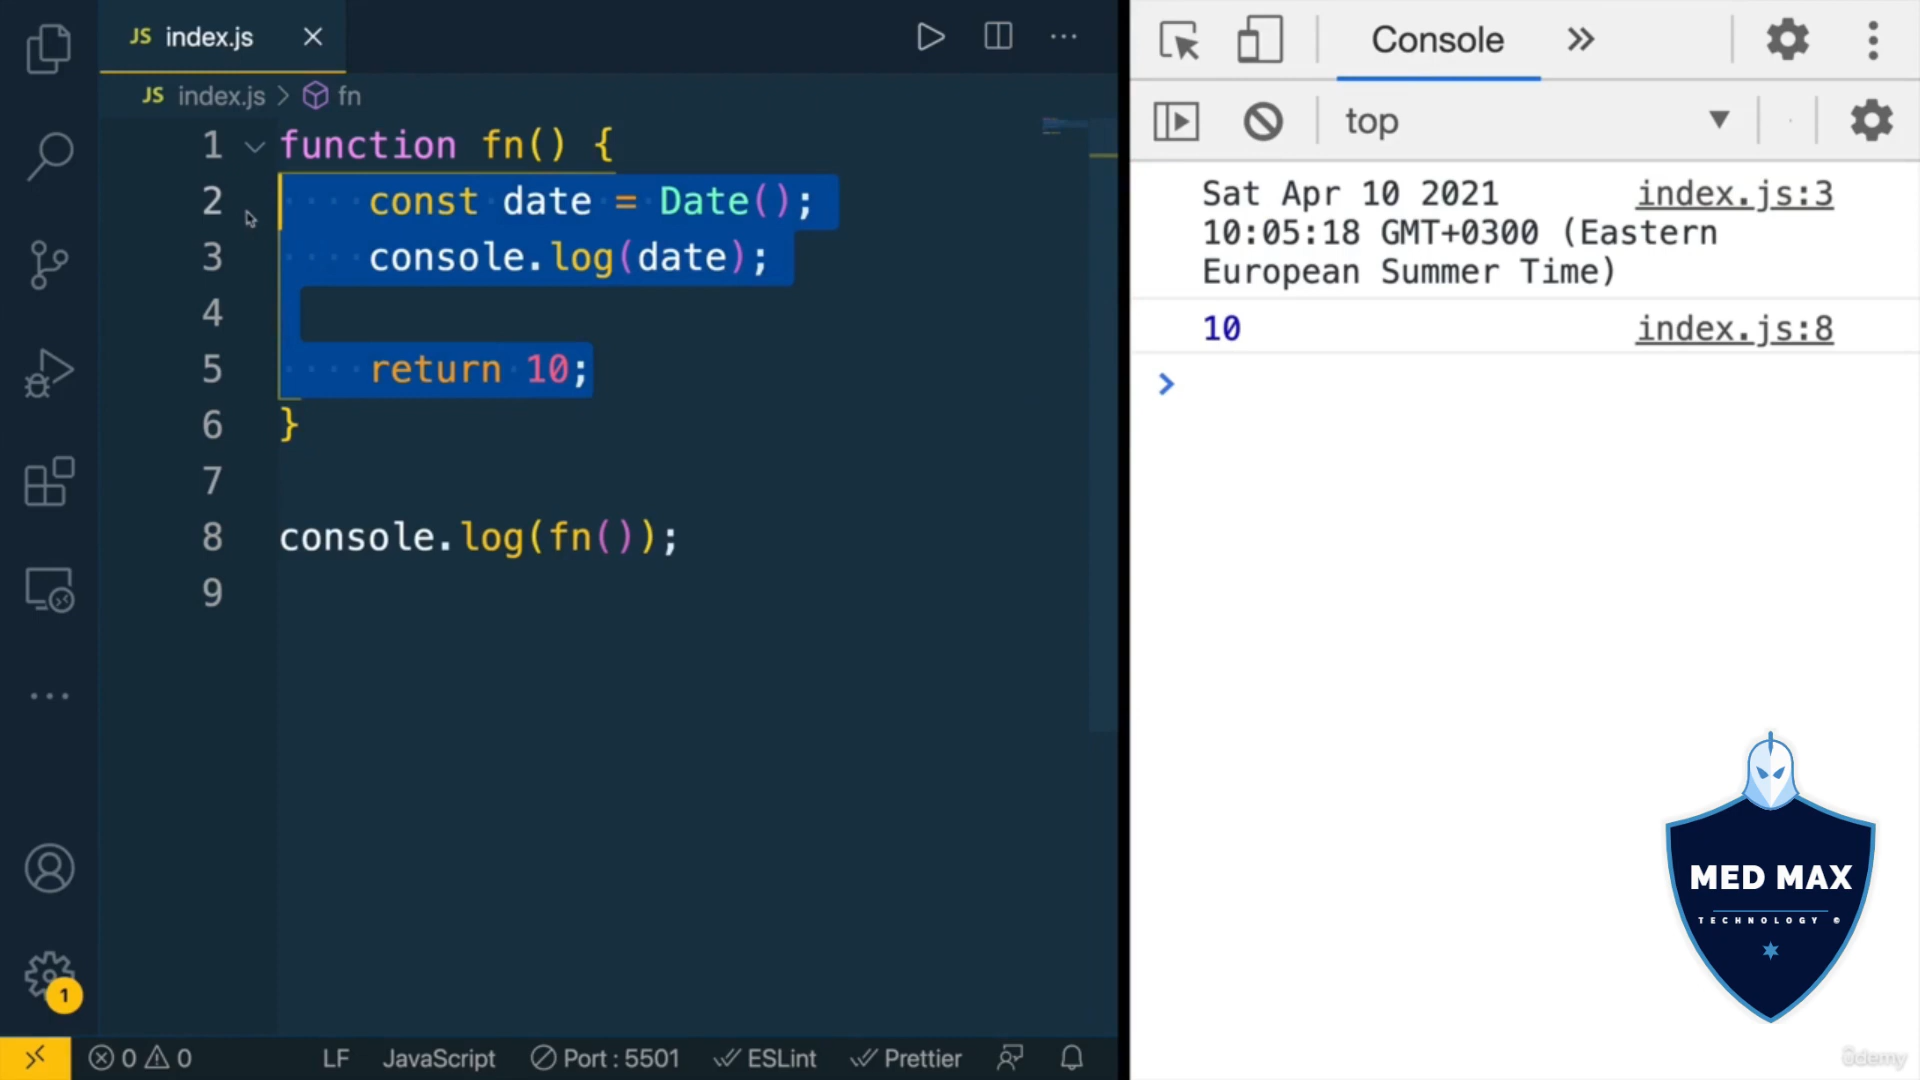 JS index.js
JS index.js > fn
1 function fn() {
2 const date = Date();
3 console.log(date);
4
5 return 10;
6 }
7
8 console.log(fn());
9
1
0 0 LF JavaScript Port : 5501 ESLint Prettier
Console
top
Sat Apr 10 2021 index.js:3
10:05:18 GMT+0300 (Eastern
European Summer Time)
10 index.js:8
MED MAX
TECHNOLOGY ©
ûdemy